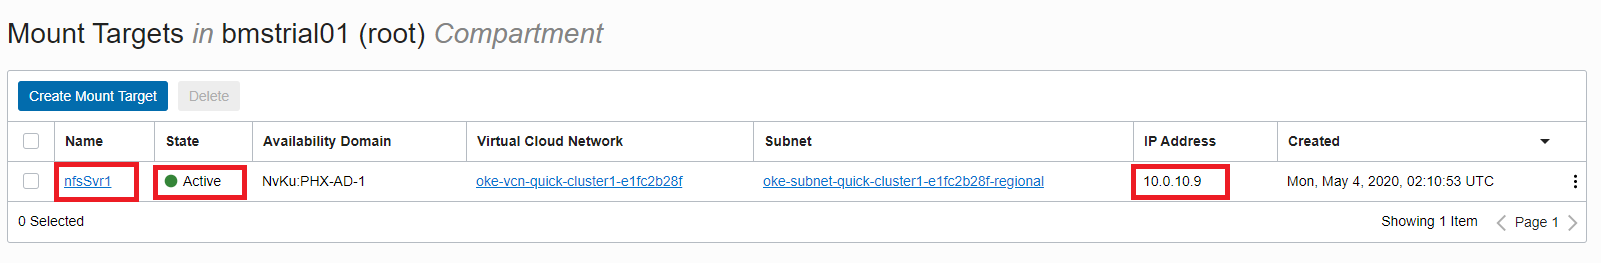 Mount Targets in bmstrial01 (root) Compartment
Create Mount Target Delete
Name State Availability Domain Virtual Cloud Network Subnet IP Address Created
nfsSvr1 Active NvKu:PHX-AD-1 oke-vcn-quick-cluster1-e1fc2b28f oke-subnet-quick-cluster1-e1fc2b28f-regional 10.0.10.9 Mon, May 4, 2020, 02:10:53 UTC
0 Selected Showing 1 Item Page 1